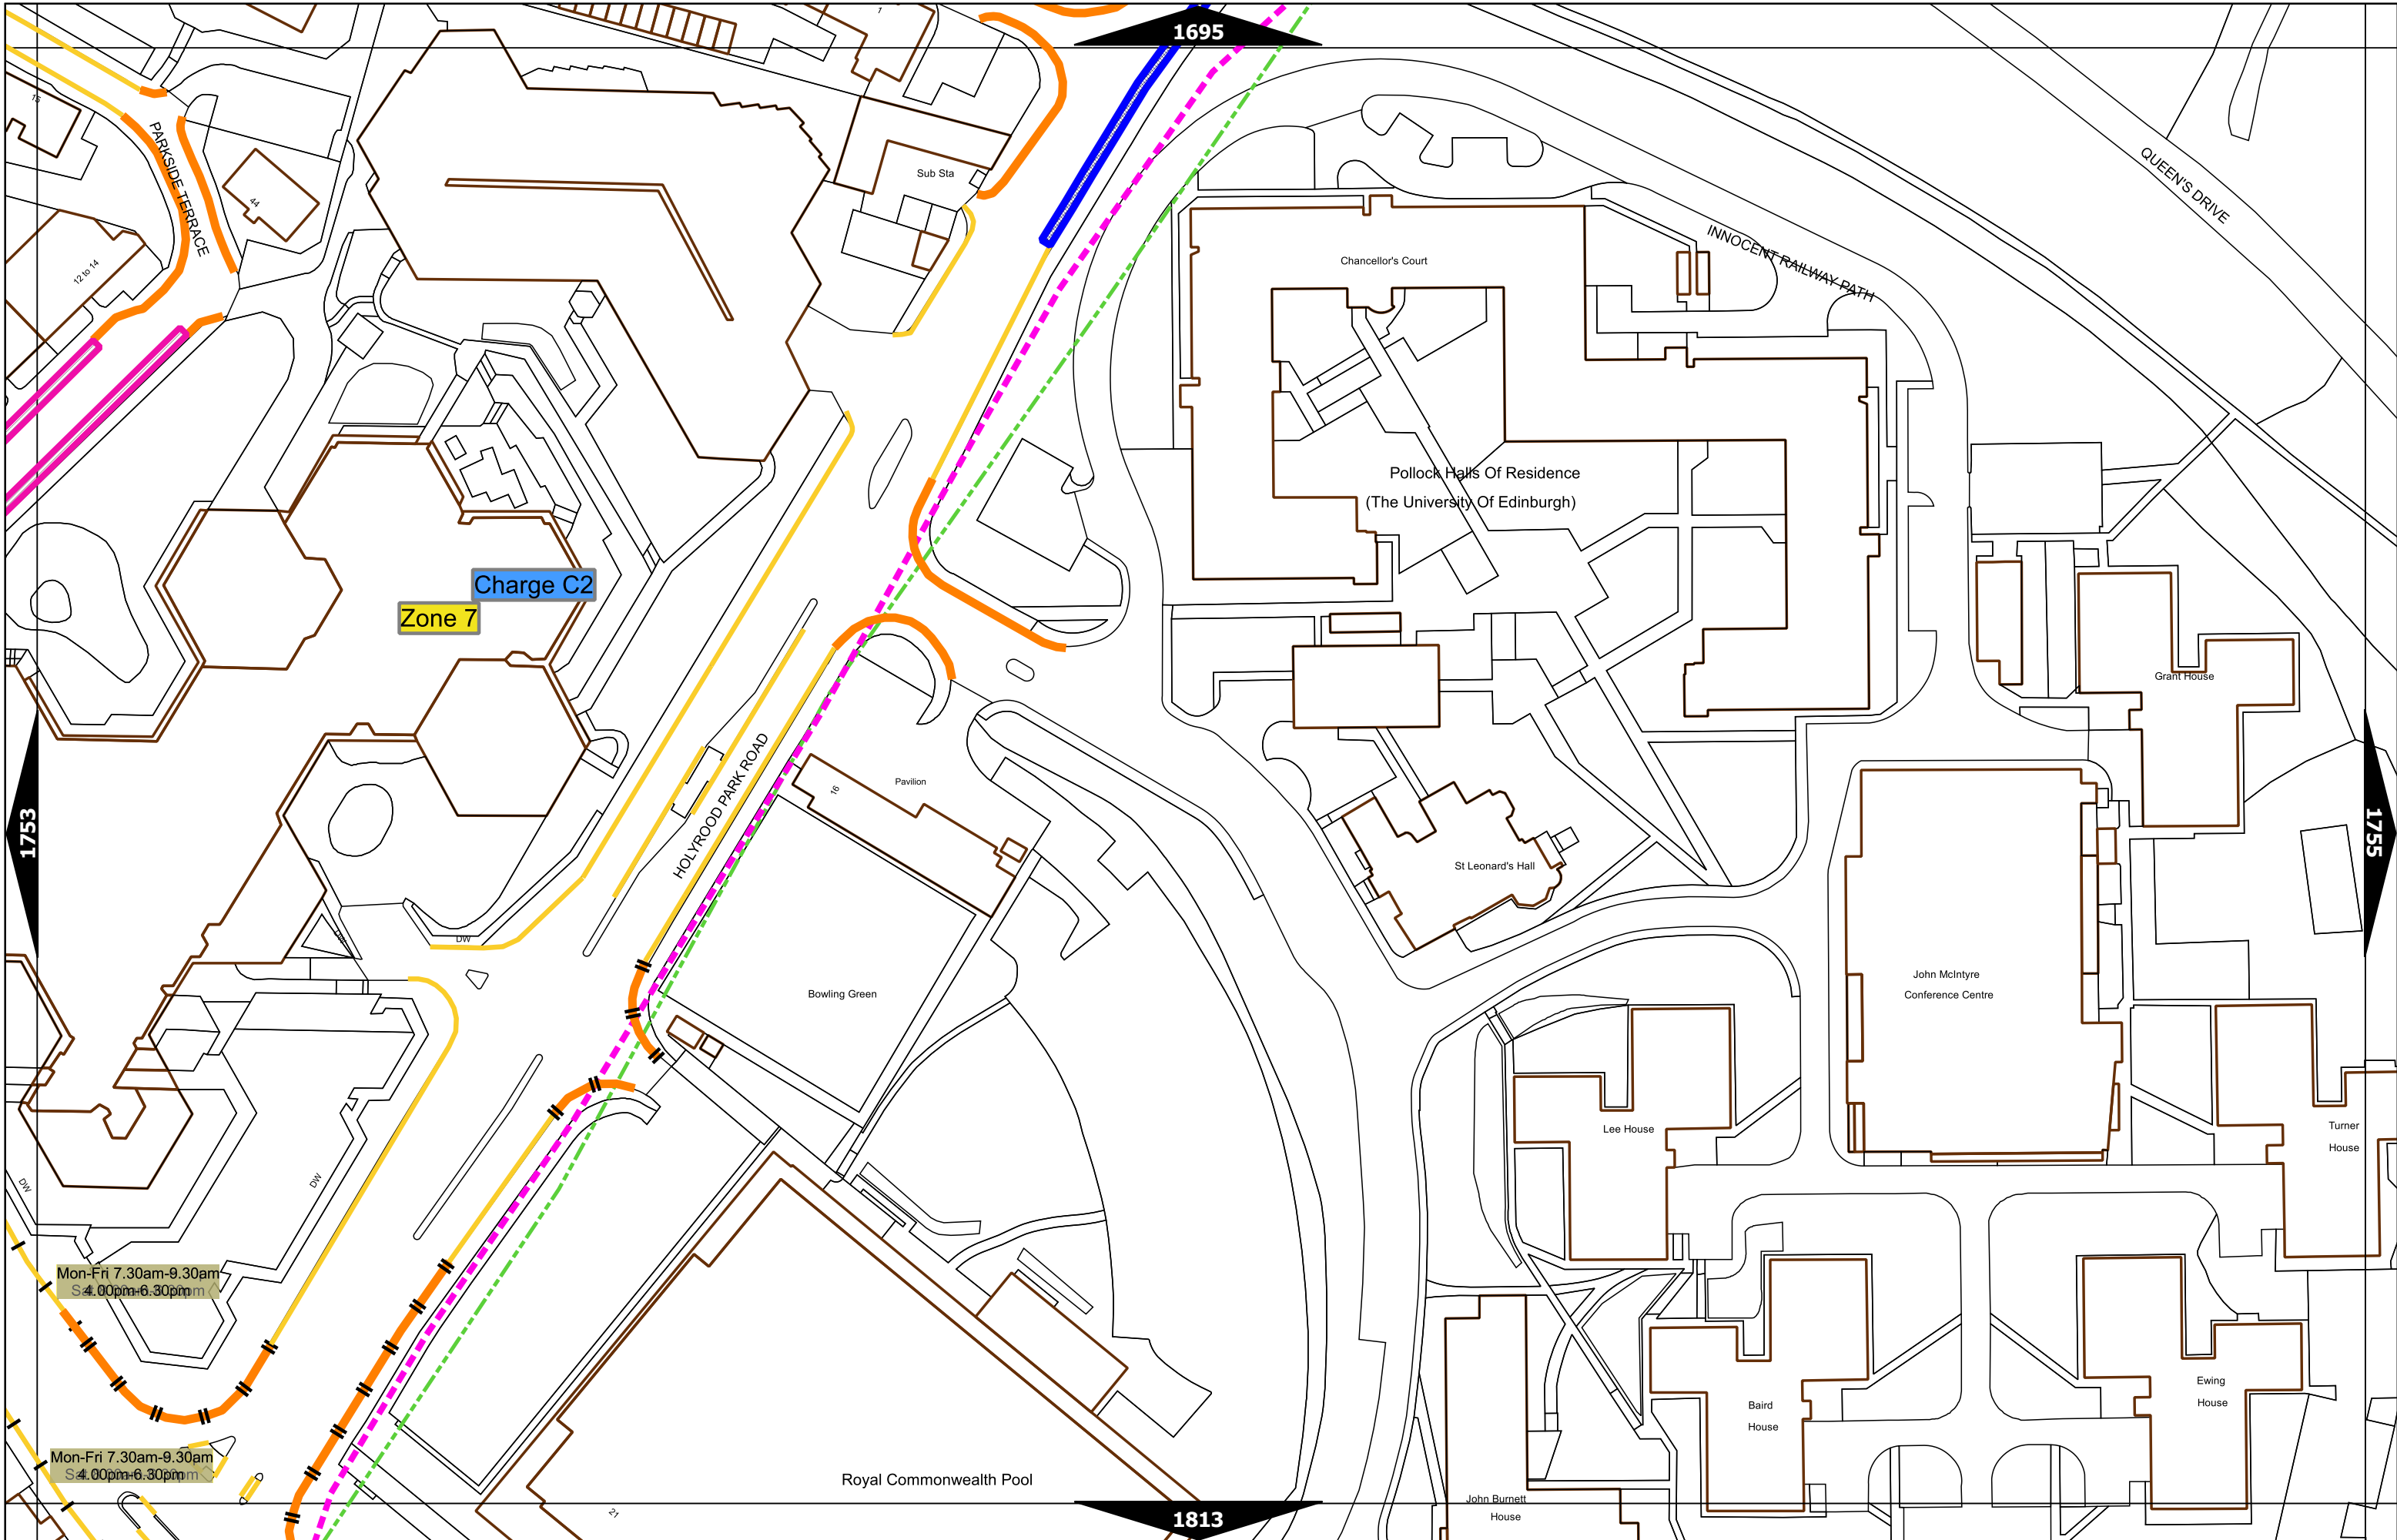 1695
1
15
PARKSIDE TERRACE
44
12 to 14
Sub Sta
QUEEN'S DRIVE
INNOCENT RAILWAY PATH
Chancellor's Court
Pollock Halls Of Residence
(The University Of Edinburgh)
Charge C2
Zone 7
Grant House
HOLYROOD PARK ROAD
Pavilion
16
1753
1755
St Leonard's Hall
DW
DW
Bowling Green
John McIntyre
Conference Centre
Lee House
Turner
House
DW
DW
Mon-Fri 7.30am-9.30am
4.00pm-6.30pm
Baird
House
Ewing
House
Mon-Fri 7.30am-9.30am
4.00pm-6.30pm
Royal Commonwealth Pool
21
John Burnett
House
1813